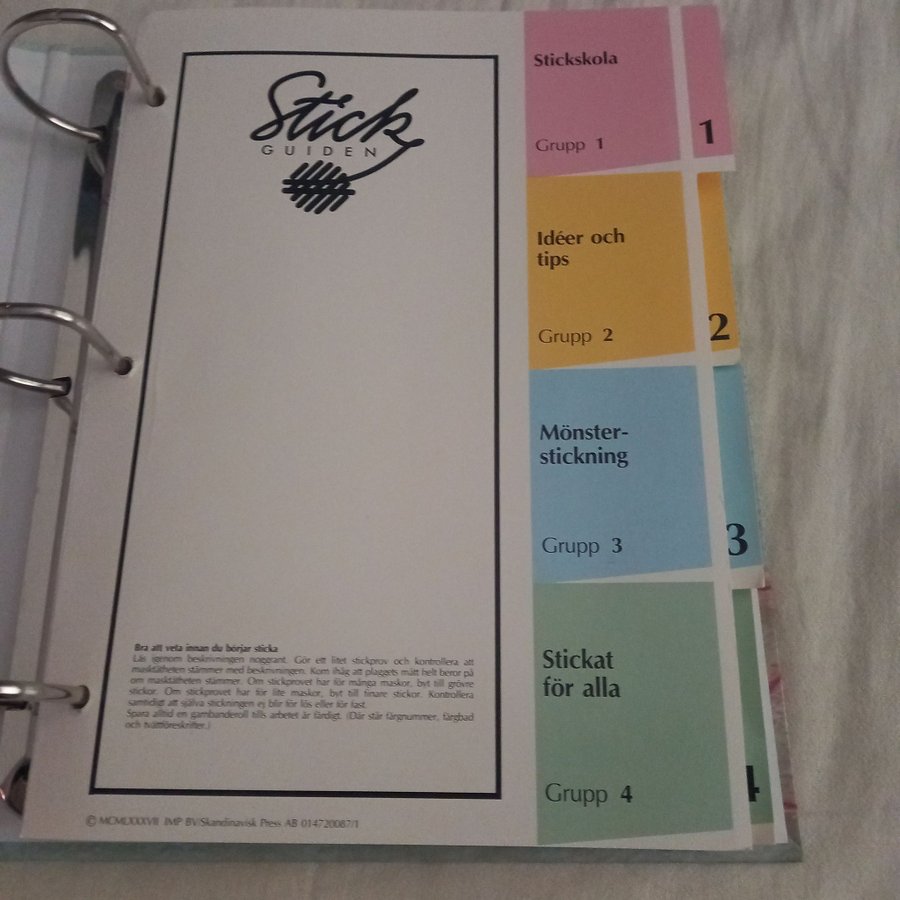 Stick
GUIDEN
Bra att veta innan du börjar sticka
Läs igenom beskrivningen noggrant. Gör ett litet stickprov och kontrollera att
masktätheten stämmer med beskrivningen. Kom ihåg att plaggets mått helt beror på
om masktätheten stämmer. Om stickprovet har för många maskor, byt till grövre
stickor. Om stickprovet har för lite maskor, byt till tinare stickor. Kontrollera
samtidigt att själva stickningen ej blir för lös eller för fast.
Spara alltid en garnbanderoll tills arbetet är färdigt. (Där står färgnummer, färgbad
och tvättföreskrifter.)
© MCMLXXXVII IMP BV/Skandinavisk Press AB 014720087/1
Stickskola
Grupp 1
1
Idéer och
tips
Grupp 2
2
Mönster-
stickning
Grupp 3
3
Stickat
för alla
Grupp 4
4